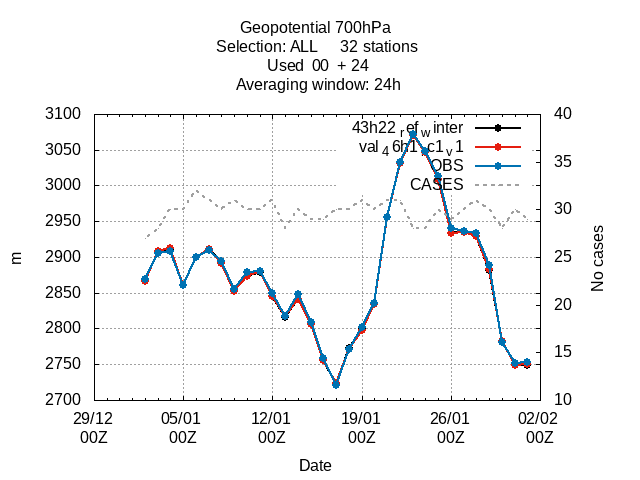 Geopotential 700hPa
Selection: ALL 32 stations
Used 00 + 24
Averaging window: 24h
43h22_ref_winter
val_46h1_c1_v1
OBS
CASES
3100
3050
3000
2950
2900
2850
2800
2750
2700
m
40
35
30
25
20
15
10
No cases
29/12 05/01 12/01 19/01 26/01 02/02
00Z 00Z 00Z 00Z 00Z 00Z
Date